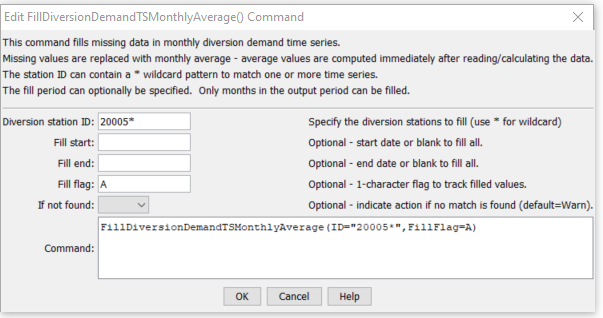 Edit FillDiversionDemandTSMonthlyAverage() Command
This command fills missing data in monthly diversion demand time series.
Missing values are replaced with monthly average - average values are computed immediately after reading/calculating the data.
The station ID can contain a * wildcard pattern to match one or more time series.
The fill period can optionally be specified.  Only months in the output period can be filled.
Diversion station ID: 20005* Specify the diversion stations to fill (use * for wildcard)
Fill start: Optional - start date or blank to fill all.
Fill end: Optional - end date or blank to fill all.
Fill flag: A Optional - 1-character flag to track filled values.
If not found: Optional - indicate action if no match is found (default=Warn).
Command: FillDiversionDemandTSMonthlyAverage(ID="20005*",FillFlag=A)
OK Cancel Help